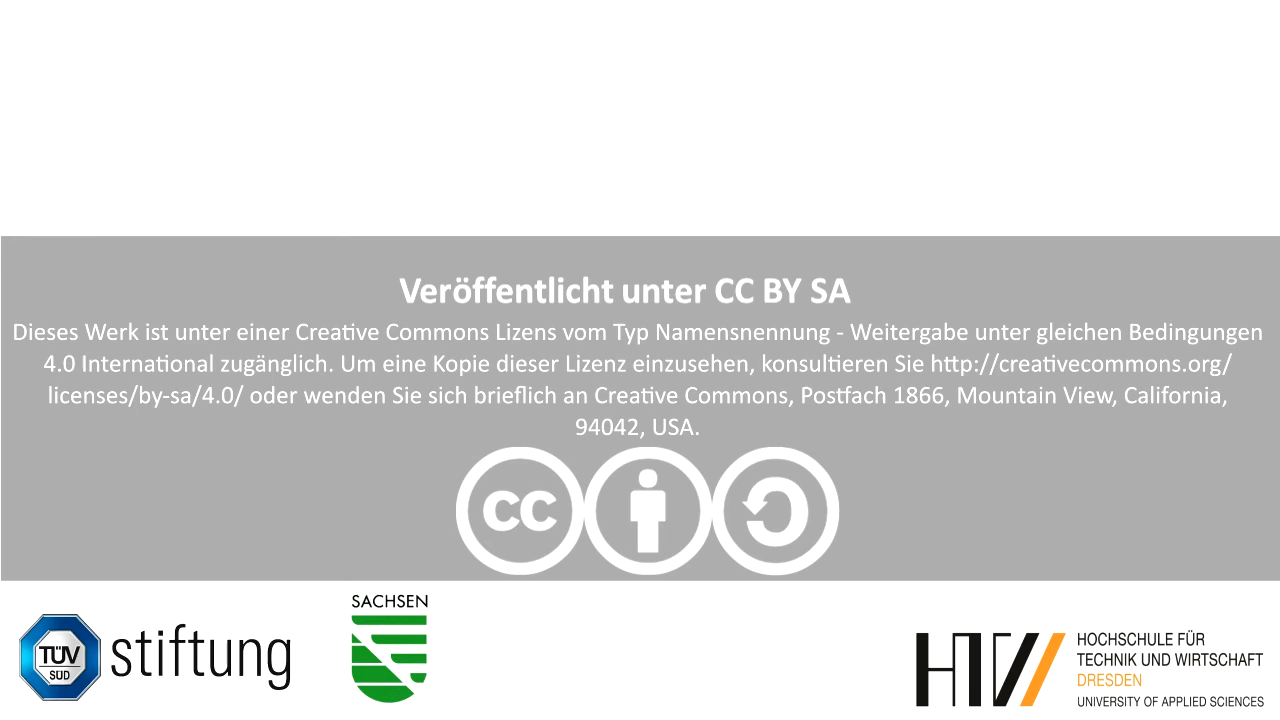 Veröffentlicht unter CC BY SA
Dieses Werk ist unter einer Creative Commons Lizens vom Typ Namensnennung - Weitergabe unter gleichen Bedingungen
4.0 International zugänglich. Um eine Kopie dieser Lizenz einzusehen, konsultieren Sie http://creativecommons.org/
licenses/by-sa/4.0/ oder wenden Sie sich brieflich an Creative Commons, Postfach 1866, Mountain View, California,
94042, USA.
cc
TÜV
SÜD
stiftung
SACHSEN
HTW
HOCHSCHULE FÜR
TECHNIK UND WIRTSCHAFT
DRESDEN
UNIVERSITY OF APPLIED SCIENCES